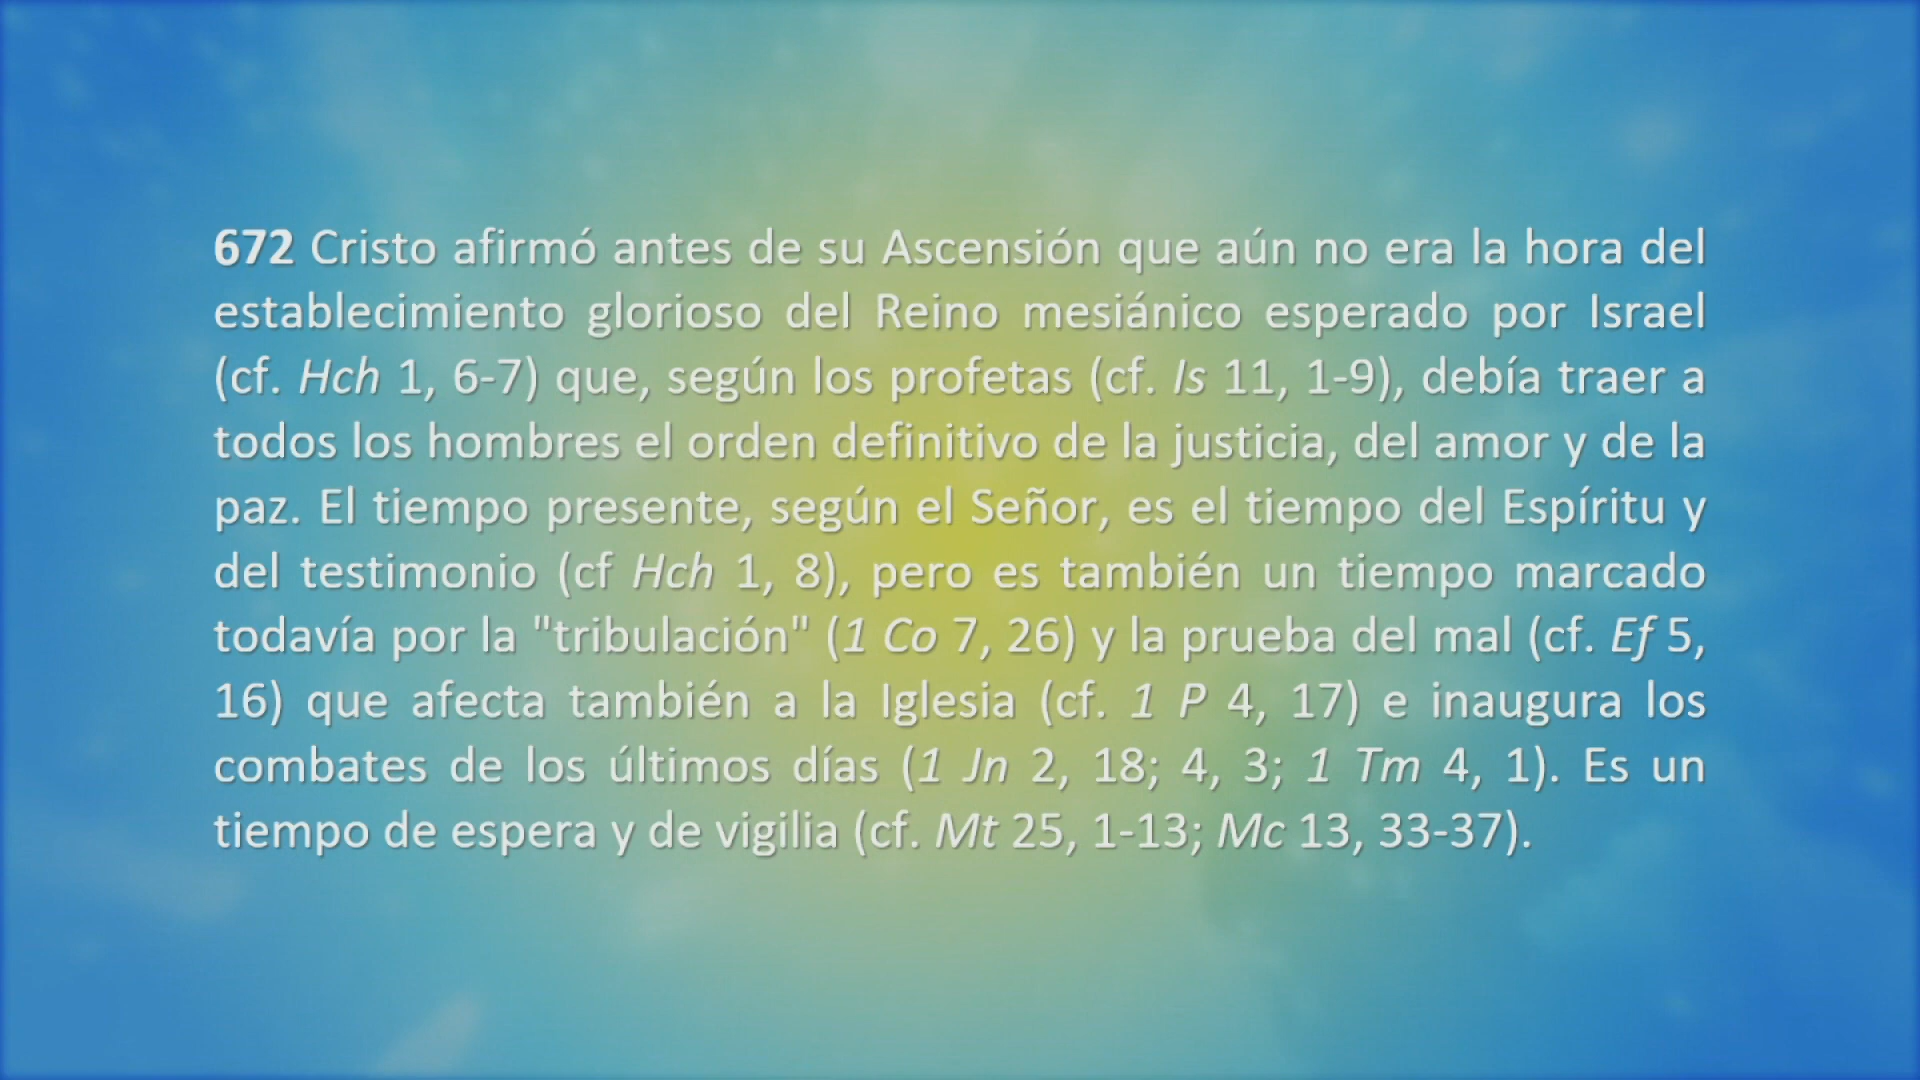 672 Cristo afirmó antes de su Ascensión que aún no era la hora del
establecimiento glorioso del Reino mesiánico esperado por Israel
(cf. Hch 1, 6-7) que, según los profetas (cf. Is 11, 1-9), debía traer a
todos los hombres el orden definitivo de la justicia, del amor y de la
paz. El tiempo presente, según el Señor, es el tiempo del Espíritu y
del testimonio (cf Hch 1, 8), pero es también un tiempo marcado
todavía por la "tribulación" (1 Co 7, 26) y la prueba del mal (cf. Ef 5,
16) que afecta también a la Iglesia (cf. 1 P 4, 17) e inaugura los
combates de los últimos días (1 Jn 2, 18; 4, 3; 1 Tm 4, 1). Es un
tiempo de espera y de vigilia (cf. Mt 25, 1-13; Mc 13, 33-37).